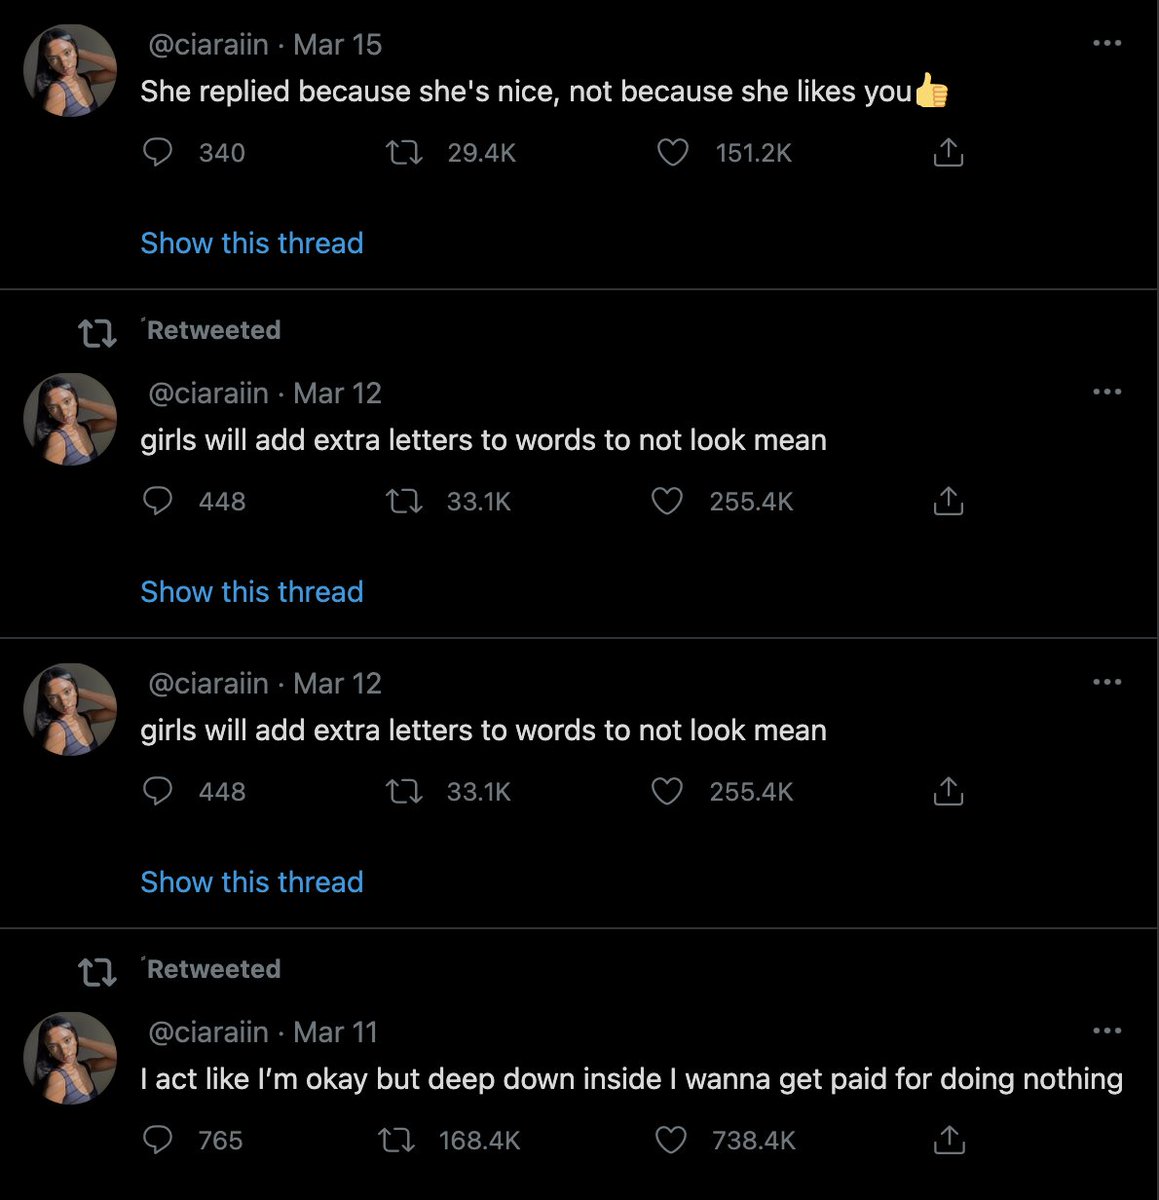 @ciaraiin · Mar 15
She replied because she's nice, not because she likes you👍
340 29.4K 151.2K
Show this thread
Retweeted
@ciaraiin · Mar 12
girls will add extra letters to words to not look mean
448 33.1K 255.4K
Show this thread
@ciaraiin · Mar 12
girls will add extra letters to words to not look mean
448 33.1K 255.4K
Show this thread
Retweeted
@ciaraiin · Mar 11
I act like I’m okay but deep down inside I wanna get paid for doing nothing
765 168.4K 738.4K